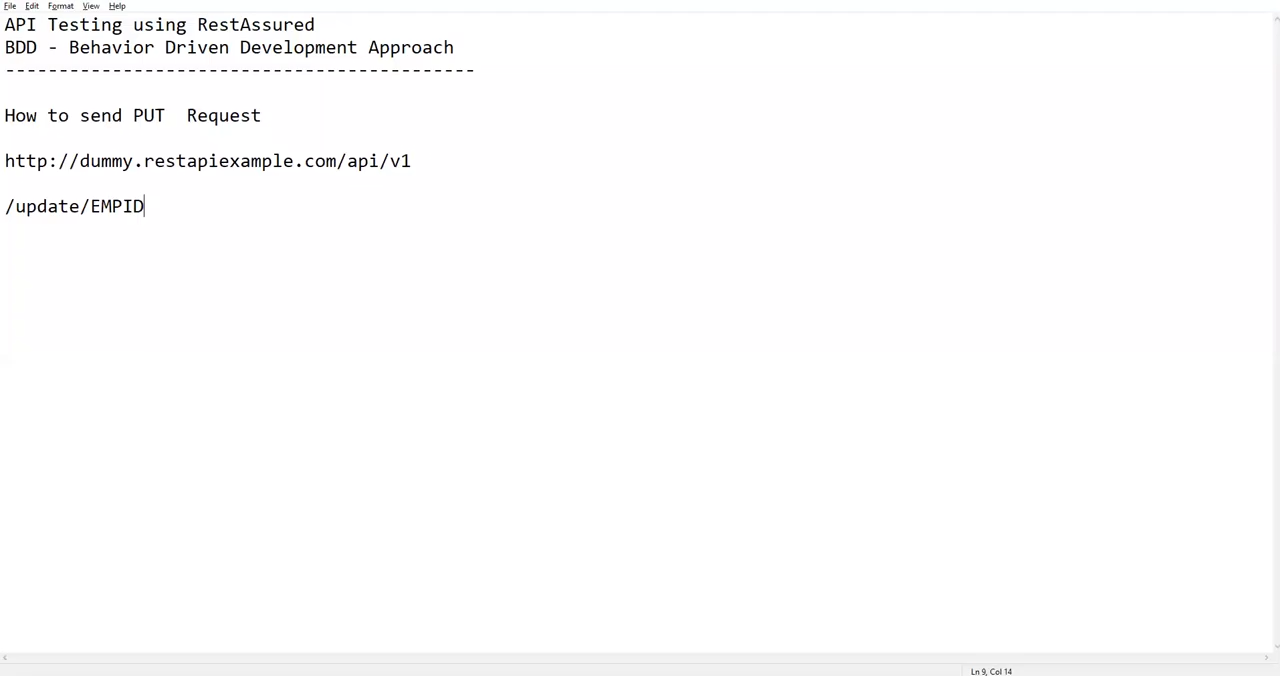 File Edit Format View Help
API Testing using RestAssured
BDD - Behavior Driven Development Approach
--------------------------------------------
How to send PUT  Request
http://dummy.restapiexample.com/api/v1
/update/EMPID
Ln 9, Col 14